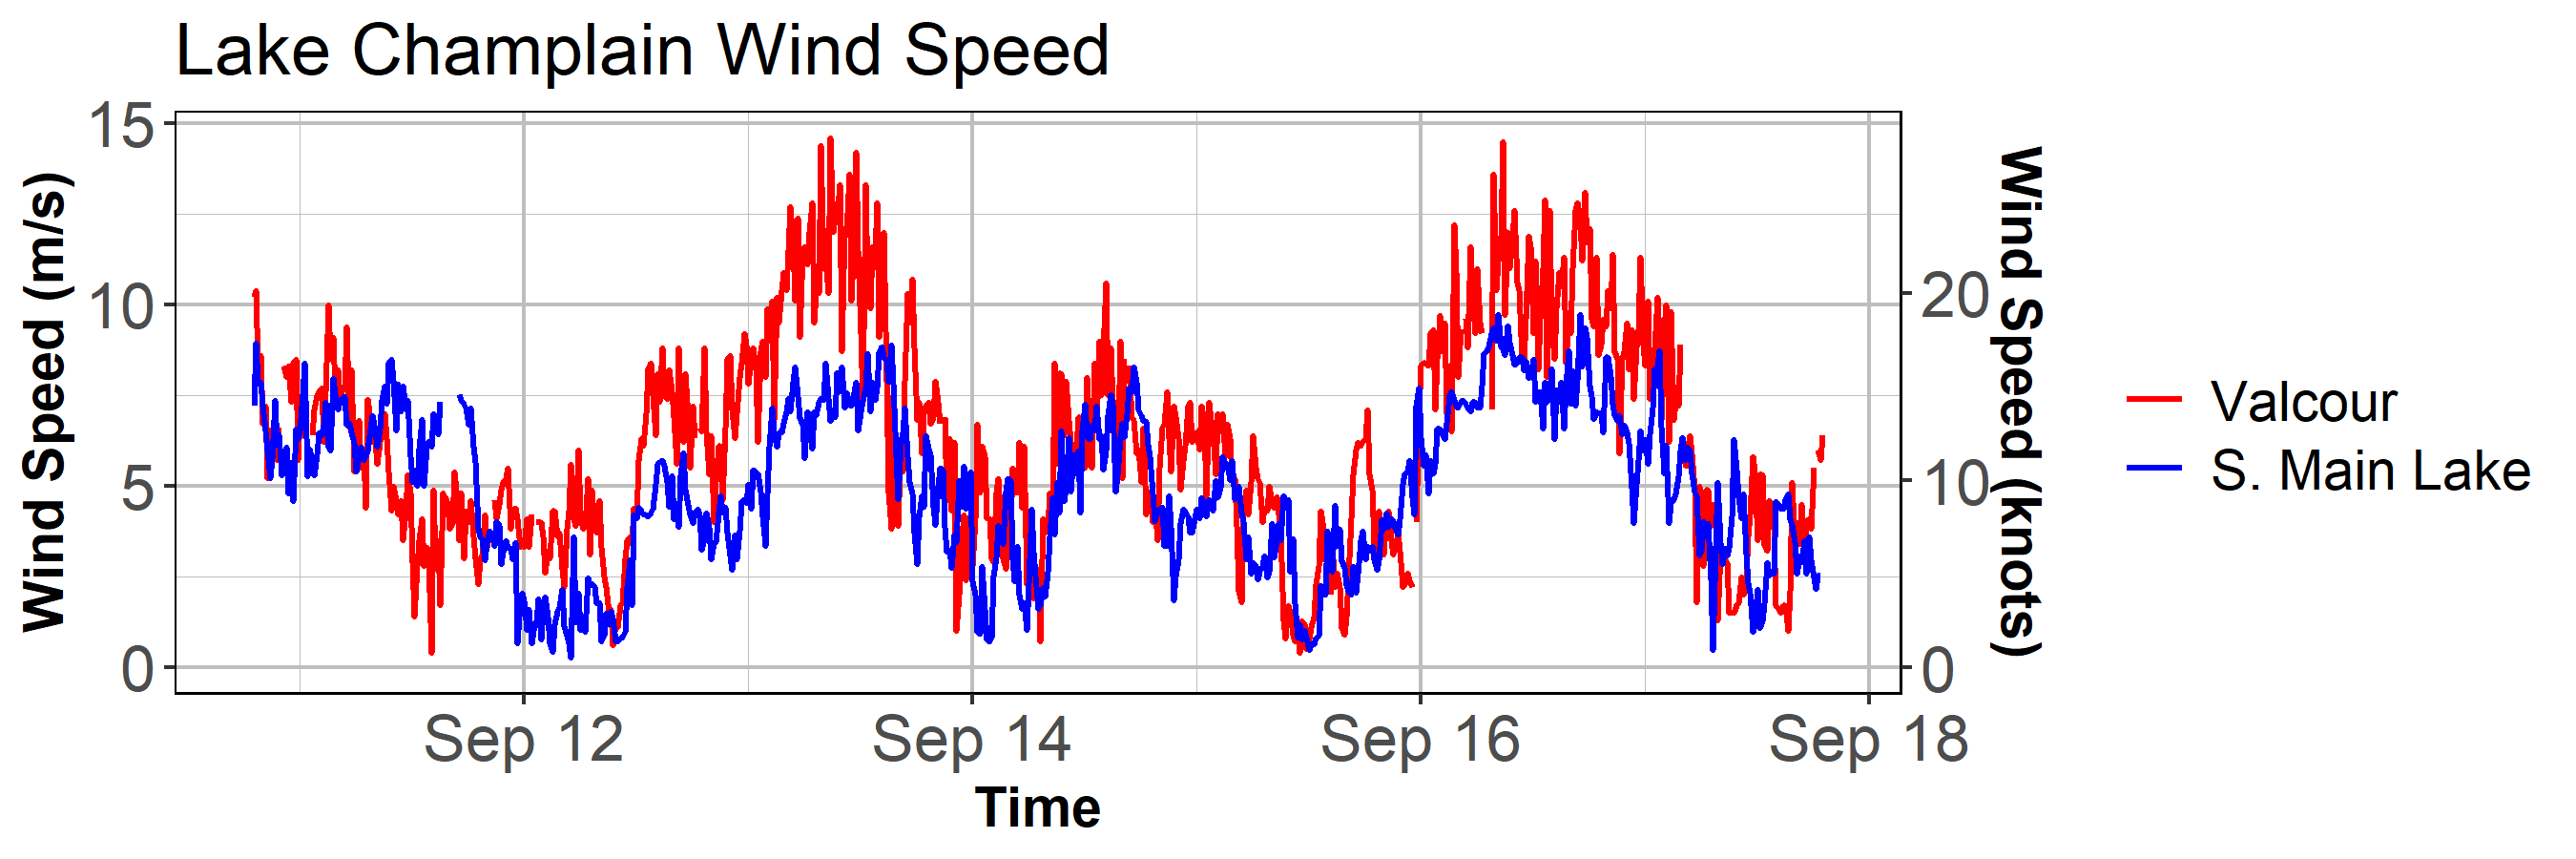 Lake Champlain Wind Speed
Wind Speed (m/s)
15
10
5
0
Sep 12
Sep 14
Sep 16
Sep 18
Time
20
10
0
Wind Speed (knots)
Valcour
S. Main Lake